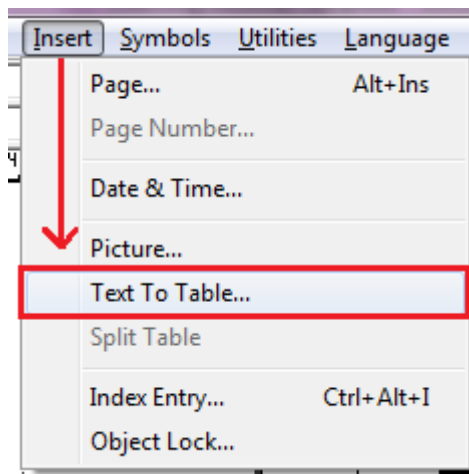 Insert Symbols Utilities Language
Page... Alt+Ins
Page Number...
Date & Time...
Picture...
Text To Table...
Split Table
Index Entry... Ctrl+Alt+I
Object Lock...